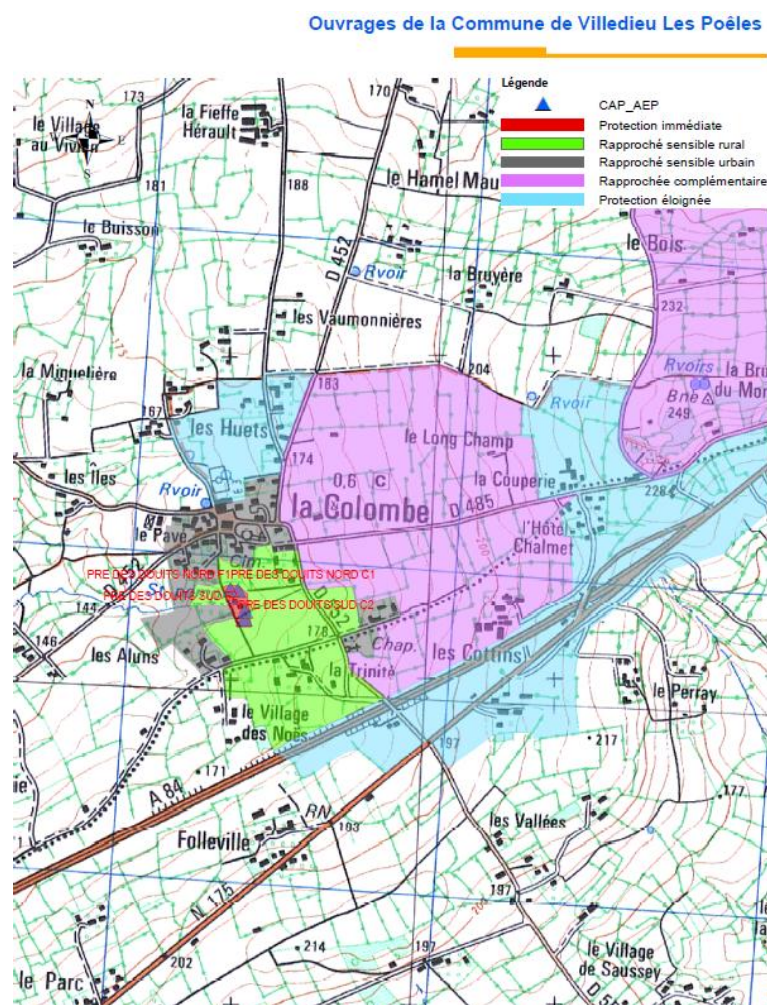 Ouvrages de la Commune de Villedieu Les Poêles
Légende
CAP_AEP
Protection immédiate
Rapproché sensible rural
Rapproché sensible urbain
Rapprochée complémentaire
Protection éloignée
173
170
la Fieffe
Hérault
le Village
au Vivien
N
E
S
le Hamel Mau
181
188
le Buisson
D 452
Rvoir
la Bruyère
le Bois
232
les Vaumonnières
la Miquelière
204
183
Rvoirs
la Bru
du Mor
Bne
249
167
les Huets
Rvoir
le Long Champ
174
la Couperie
les Îles
0,6 C
228
Rvoir
la Colombe
D 485
l'Hôtel
Chalmet
le Pavé
PRE DES DOUITS NORD F1PRE DES DOUITS NORD C1
144
178
Chap.
146
les Aluns
les Cottins
la Trinité
le Perray
le Village
des Noës
197
217
171
A 84
177
RN
les Vallées
Folleville
N 175
197
214
197
202
le Village
de Saussey
le Parc